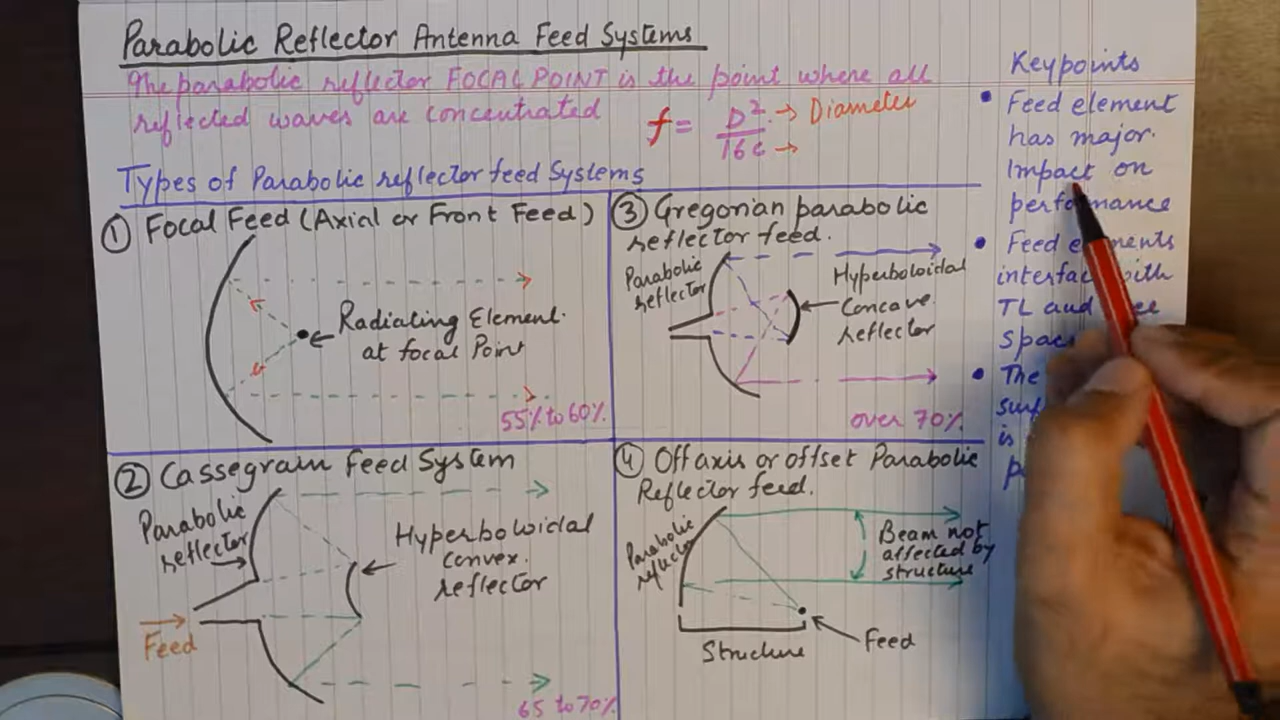 Parabolic Reflector Antenna Feed Systems
The parabolic reflector FOCAL POINT is the point where all
reflected waves are concentrated
f = D² → Diameter
16c →
Types of Parabolic reflector feed Systems
① Focal Feed (Axial or Front Feed)
Radiating Element
at focal Point
55% to 60%
② Cassegrain Feed System
Parabolic
reflector
Hyperboloidal
convex
reflector
Feed
65 to 70%
③ Gregorian parabolic
reflector feed.
Parabolic
reflector
Hyperboloidal
Concave
reflector
over 70%
④ Off axis or offset Parabolic
Reflector feed.
Parabolic
reflector
Beam not
affected by
structure
Structure
Feed
Keypoints
• Feed element
has major
Impact on
performance
• Feed elements
with
TL and
• The
is